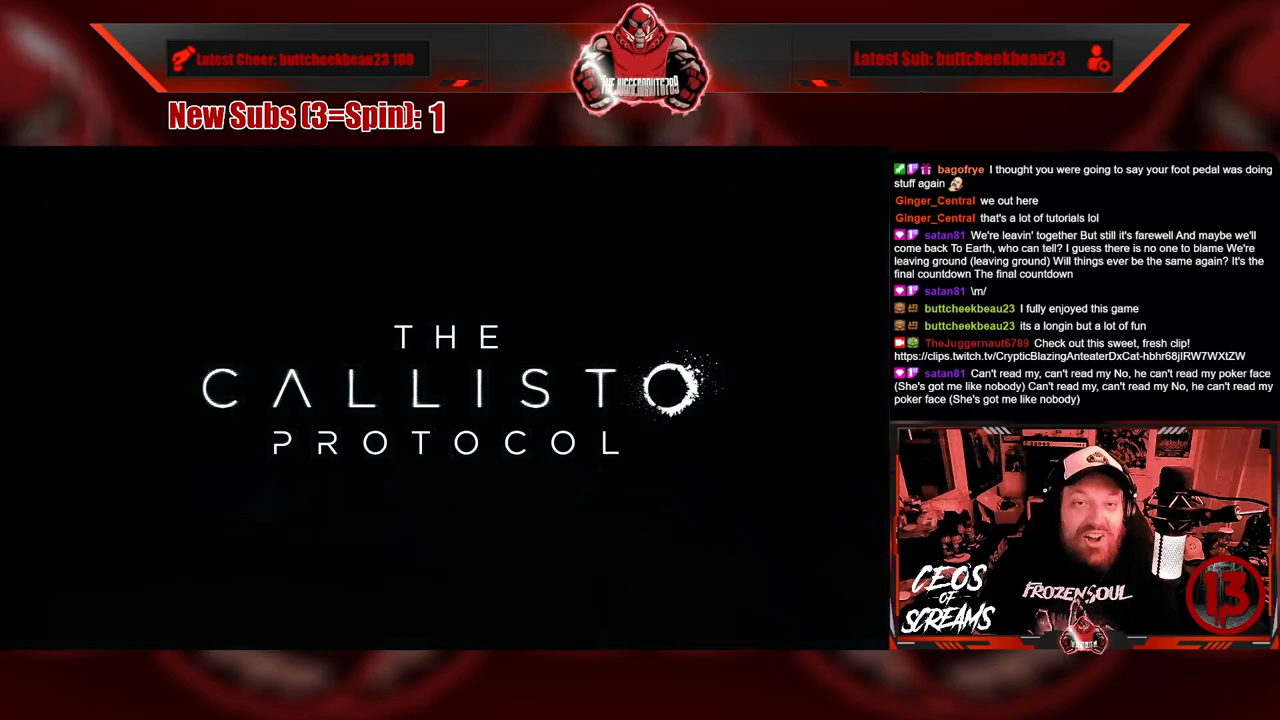 Latest Cheer: buttcheekbeau23 100
THEJUGGERNAUT6789
Latest Sub: buttcheekbeau23
New Subs (3=Spin): 1
THE
CALLISTO
PROTOCOL
bagofrye I thought you were going to say your foot pedal was doing
stuff again
Ginger_Central we out here
Ginger_Central that's a lot of tutorials lol
satan81 We're leavin' together But still it's farewell And maybe we'll
come back To Earth, who can tell? I guess there is no one to blame We're
leaving ground (leaving ground) Will things ever be the same again? It's the
final countdown The final countdown
satan81 \m/
buttcheekbeau23 I fully enjoyed this game
buttcheekbeau23 its a longin but a lot of fun
TheJuggernaut6789 Check out this sweet, fresh clip!
https://clips.twitch.tv/CrypticBlazingAnteaterDxCat-hbhr68jIRW7WXtZW
satan81 Can't read my, can't read my No, he can't read my poker face
(She's got me like nobody) Can't read my, can't read my No, he can't read my
poker face (She's got me like nobody)
CEO'S
OF
SCREAMS
FROZEN SOUL
13